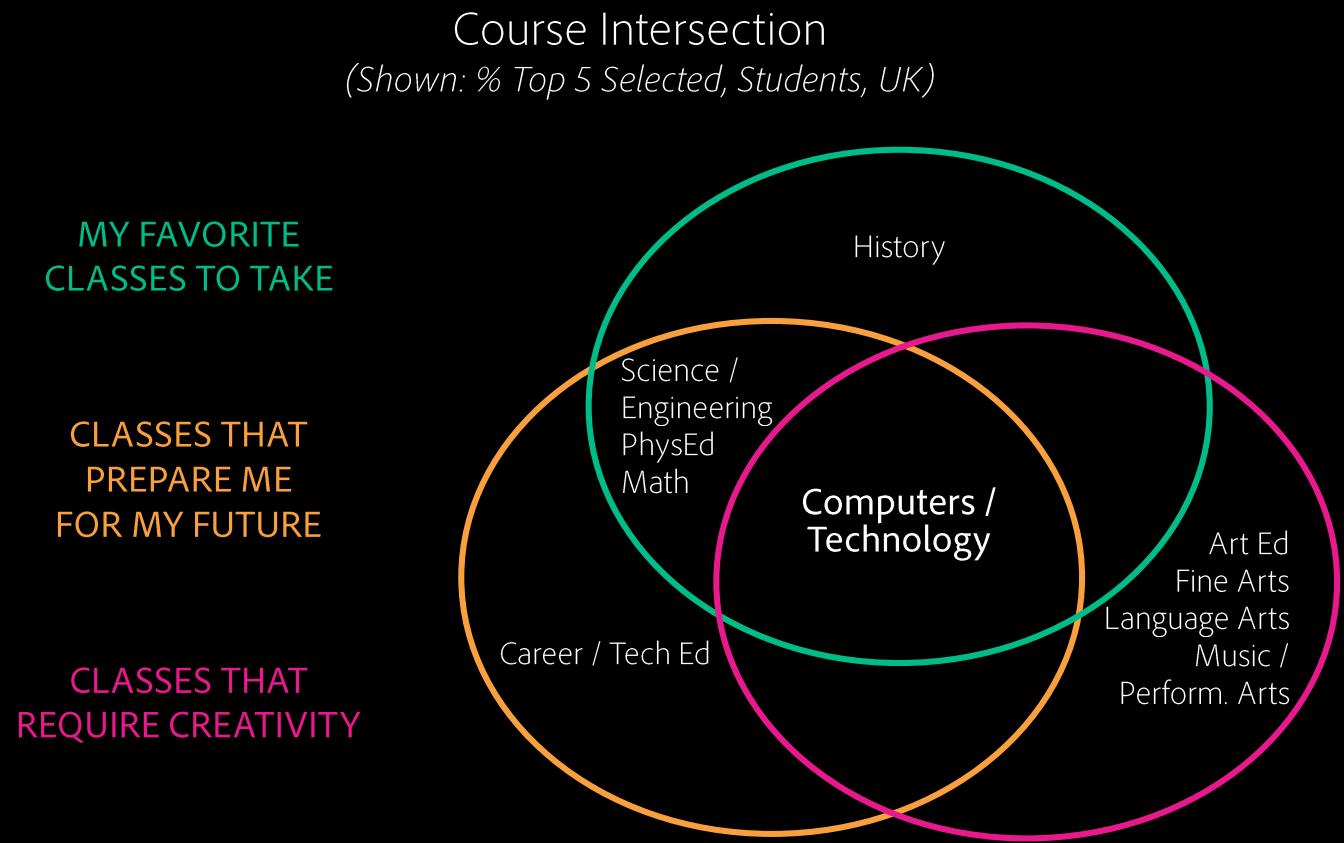 Course Intersection
(Shown: % Top 5 Selected, Students, UK)
MY FAVORITE
CLASSES TO TAKE
CLASSES THAT
PREPARE ME
FOR MY FUTURE
CLASSES THAT
REQUIRE CREATIVITY
History
Science /
Engineering
PhysEd
Math
Computers /
Technology
Career / Tech Ed
Art Ed
Fine Arts
Language Arts
Music /
Perform. Arts